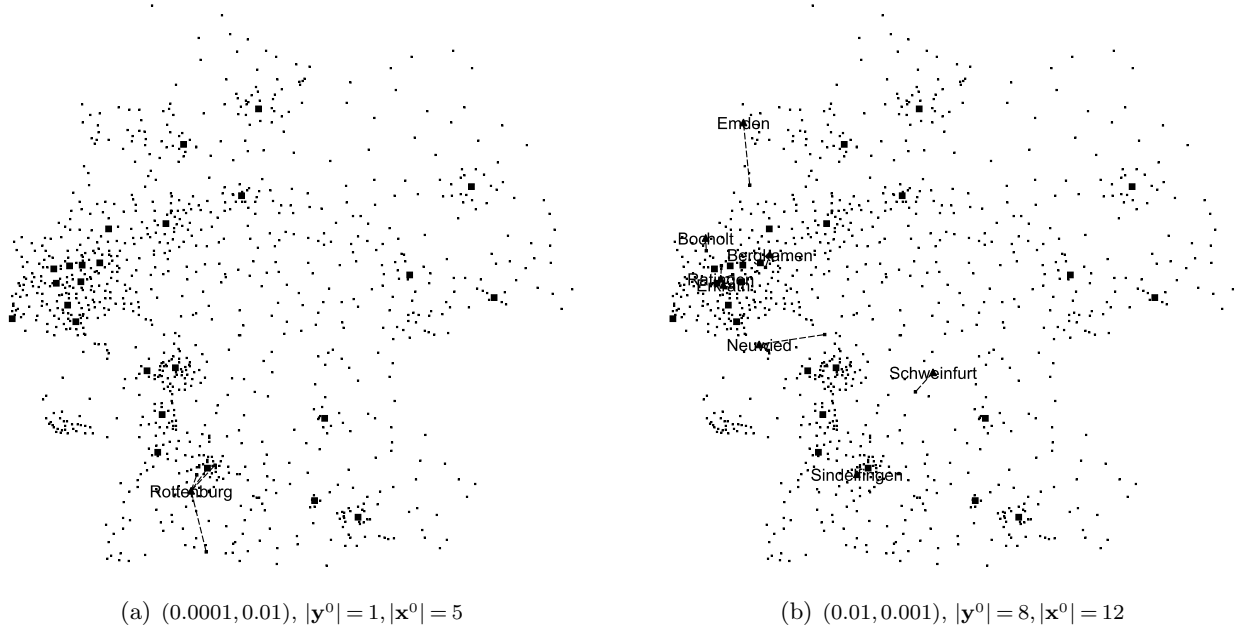 Emden
Bocholt
Bergkamen
Ratingen
Erkrath
Neuwied
Schweinfurt
Sindelfingen
Rottenburg
(a) (0.0001, 0.01), |y⁰| = 1, |x⁰| = 5
(b) (0.01, 0.001), |y⁰| = 8, |x⁰| = 12